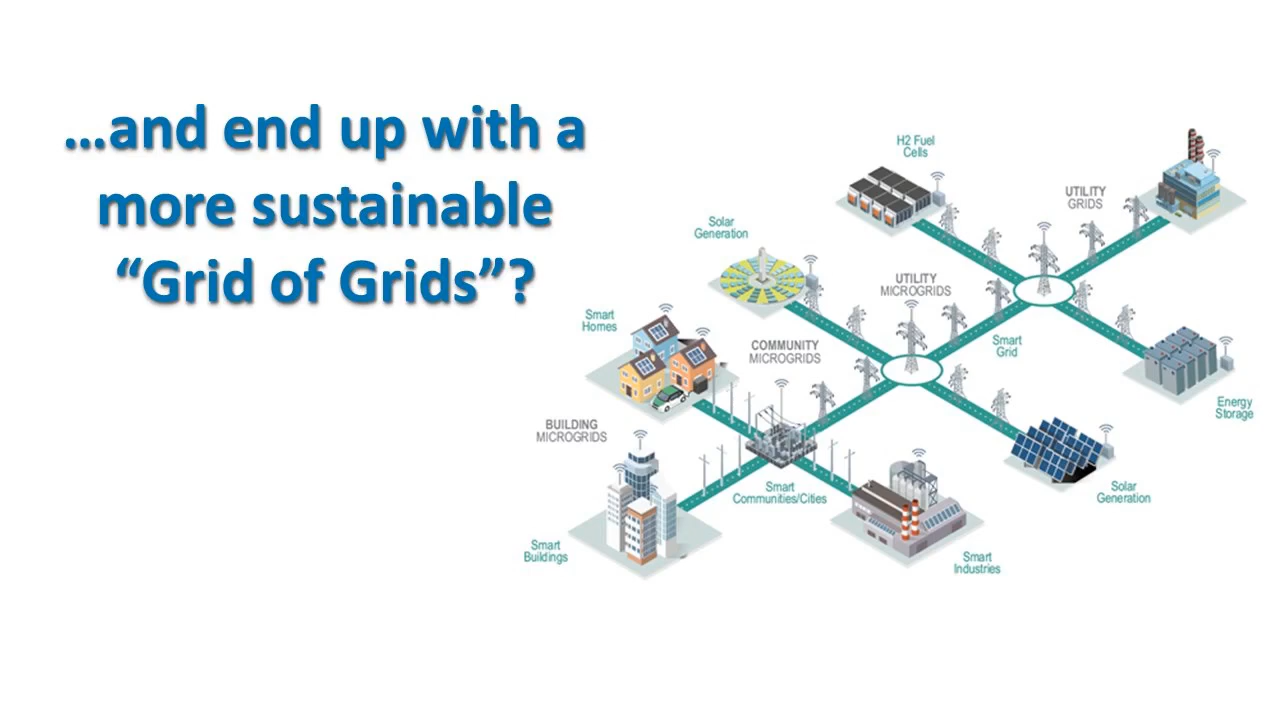 …and end up with a
more sustainable
“Grid of Grids”?
H2 Fuel
Cells
UTILITY
GRIDS
Solar
Generation
UTILITY
MICROGRIDS
Smart
Homes
COMMUNITY
MICROGRIDS
Smart
Grid
Energy
Storage
BUILDING
MICROGRIDS
Smart
Communities/Cities
Solar
Generation
Smart
Buildings
Smart
Industries